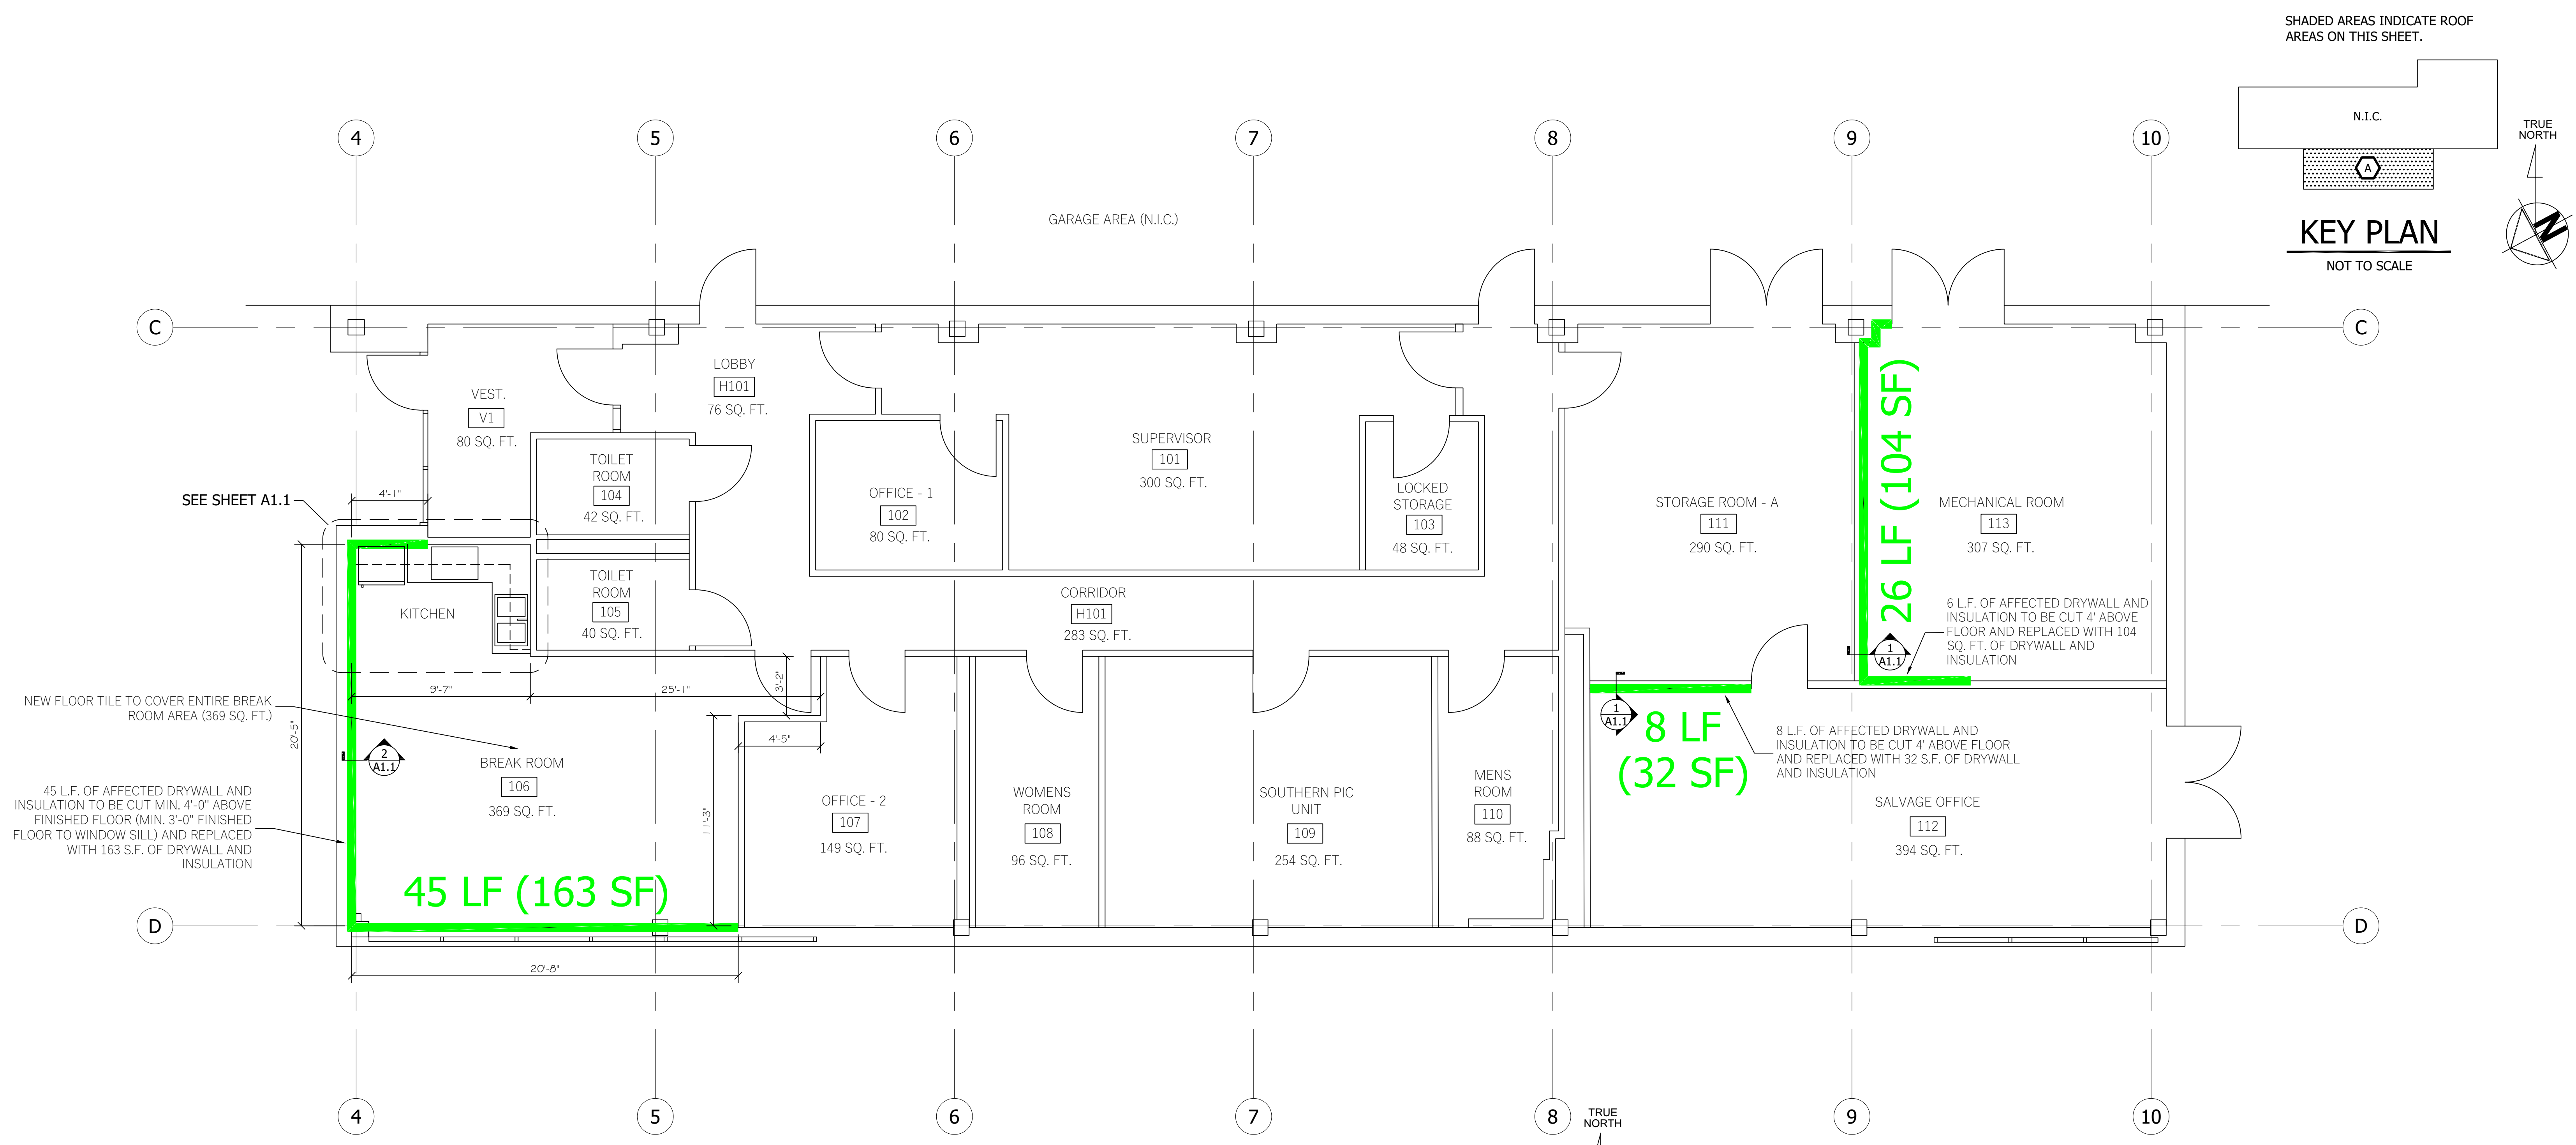 SHADED AREAS INDICATE ROOF
AREAS ON THIS SHEET.
N.I.C.
A
KEY PLAN
NOT TO SCALE
TRUE
NORTH
N
4
5
6
7
8
9
10
GARAGE AREA (N.I.C.)
C
C
LOBBY
H101
76 SQ. FT.
VEST.
V1
80 SQ. FT.
TOILET
ROOM
104
42 SQ. FT.
TOILET
ROOM
105
40 SQ. FT.
OFFICE - 1
102
80 SQ. FT.
SUPERVISOR
101
300 SQ. FT.
LOCKED
STORAGE
103
48 SQ. FT.
STORAGE ROOM - A
111
290 SQ. FT.
26 LF (104 SF)
MECHANICAL ROOM
113
307 SQ. FT.
SEE SHEET A1.1
4'-1"
KITCHEN
CORRIDOR
H101
283 SQ. FT.
6 L.F. OF AFFECTED DRYWALL AND
INSULATION TO BE CUT 4' ABOVE
FLOOR AND REPLACED WITH 104
SQ. FT. OF DRYWALL AND
INSULATION
1
A1.1
9'-7"
25'-1"
3'-2"
NEW FLOOR TILE TO COVER ENTIRE BREAK
ROOM AREA (369 SQ. FT.)
20'-5"
4'-5"
2
A1.1
BREAK ROOM
106
369 SQ. FT.
11'-3"
1
A1.1
8 LF
(32 SF)
8 L.F. OF AFFECTED DRYWALL AND
INSULATION TO BE CUT 4' ABOVE FLOOR
AND REPLACED WITH 32 S.F. OF DRYWALL
AND INSULATION
45 L.F. OF AFFECTED DRYWALL AND
INSULATION TO BE CUT MIN. 4'-0" ABOVE
FINISHED FLOOR (MIN. 3'-0" FINISHED
FLOOR TO WINDOW SILL) AND REPLACED
WITH 163 S.F. OF DRYWALL AND
INSULATION
OFFICE - 2
107
149 SQ. FT.
WOMENS
ROOM
108
96 SQ. FT.
SOUTHERN PIC
UNIT
109
254 SQ. FT.
MENS
ROOM
110
88 SQ. FT.
SALVAGE OFFICE
112
394 SQ. FT.
45 LF (163 SF)
D
D
20'-8"
4
5
6
7
8
9
10
TRUE
NORTH